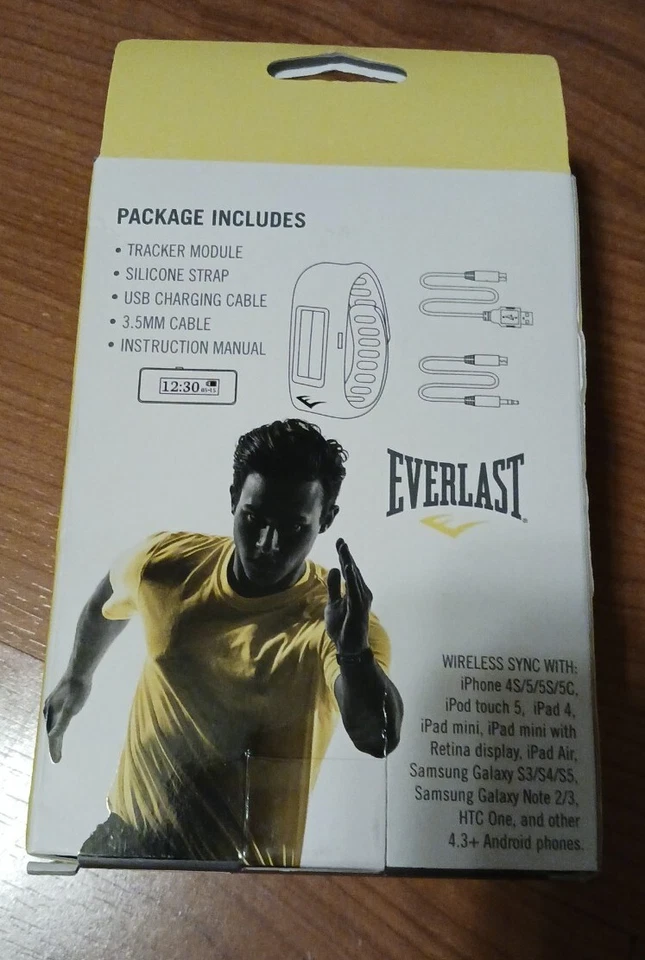 PACKAGE INCLUDES
• TRACKER MODULE
• SILICONE STRAP
• USB CHARGING CABLE
• 3.5MM CABLE
• INSTRUCTION MANUAL
12:30
EVERLAST
WIRELESS SYNC WITH:
iPhone 4S/5/5S/5C,
iPod touch 5, iPad 4,
iPad mini, iPad mini with
Retina display, iPad Air,
Samsung Galaxy S3/S4/S5,
Samsung Galaxy Note 2/3,
HTC One, and other
4.3+ Android phones.